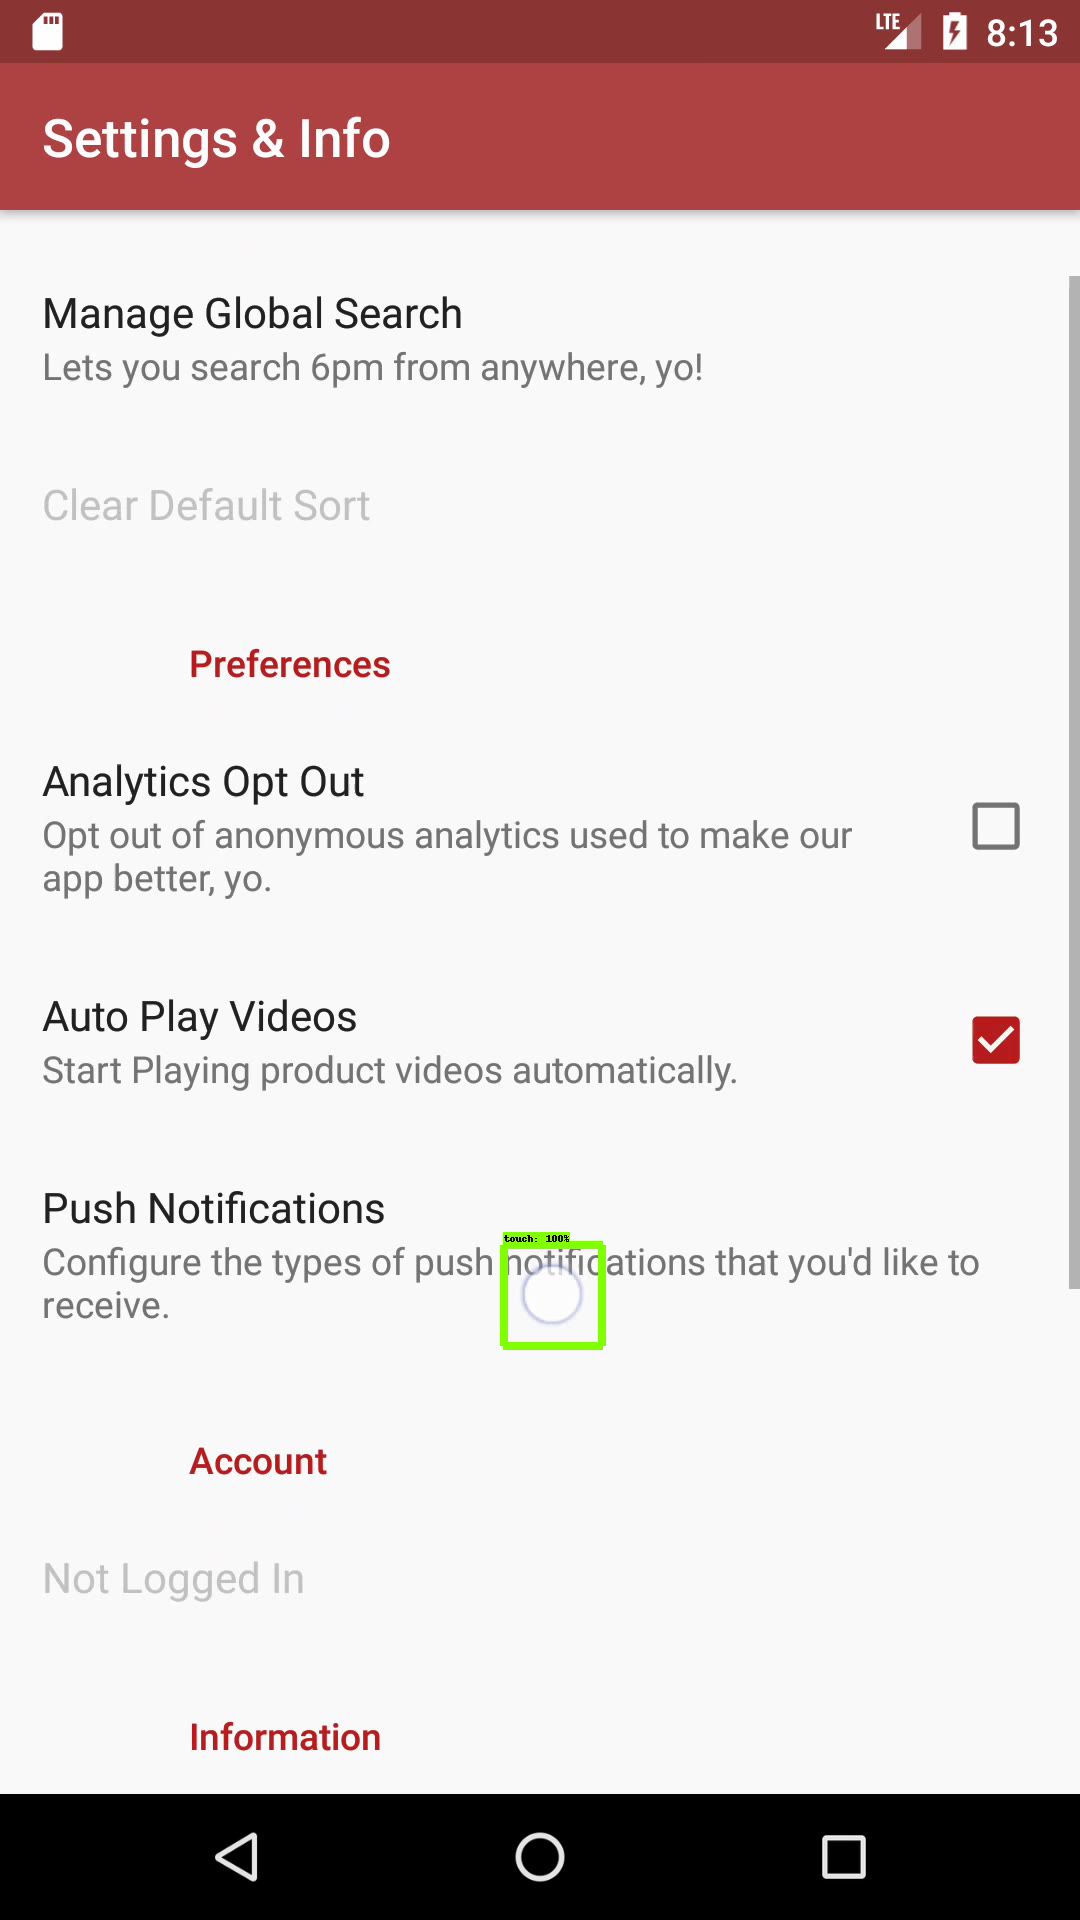 LTE 8:13
Settings & Info
Manage Global Search
Lets you search 6pm from anywhere, yo!
Clear Default Sort
Preferences
Analytics Opt Out
Opt out of anonymous analytics used to make our
app better, yo.
Auto Play Videos
Start Playing product videos automatically.
Push Notifications
touch: 100%
Configure the types of push notifications that you'd like to
receive.
Account
Not Logged In
Information